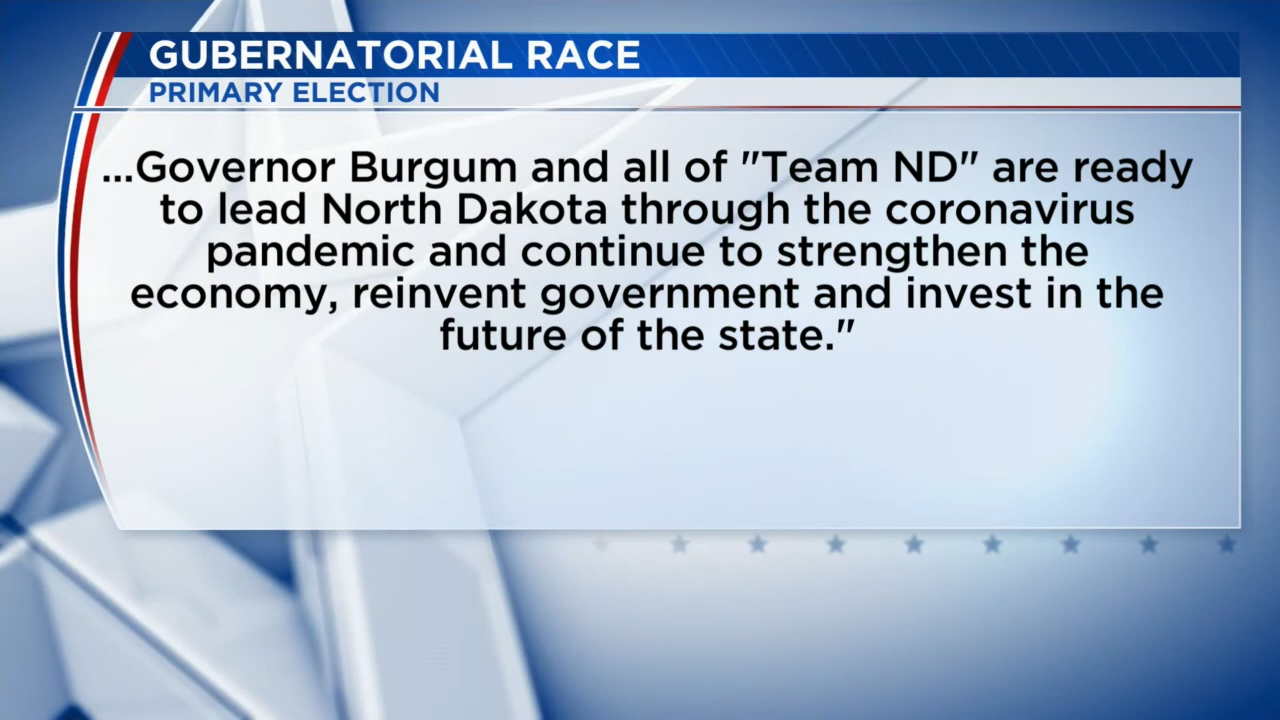 GUBERNATORIAL RACE
PRIMARY ELECTION
...Governor Burgum and all of "Team ND" are ready
to lead North Dakota through the coronavirus
pandemic and continue to strengthen the
economy, reinvent government and invest in the
future of the state."